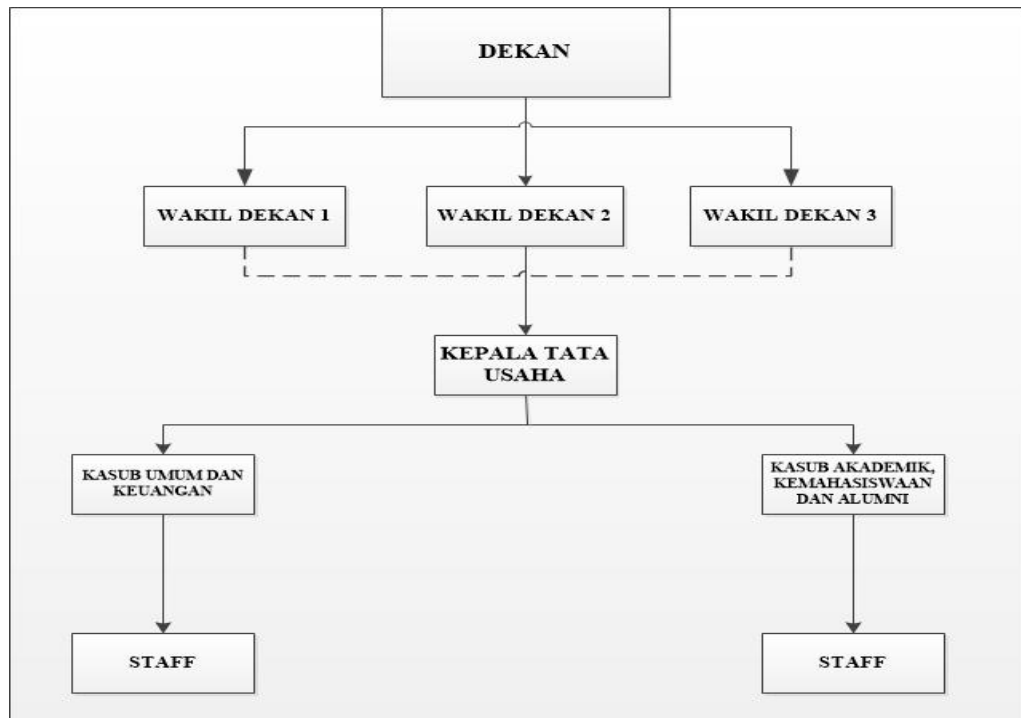 DEKAN
WAKIL DEKAN 1
WAKIL DEKAN 2
WAKIL DEKAN 3
KEPALA TATA
USAHA
KASUB UMUM DAN
KEUANGAN
KASUB AKADEMIK,
KEMAHASISWAAN
DAN ALUMNI
STAFF
STAFF